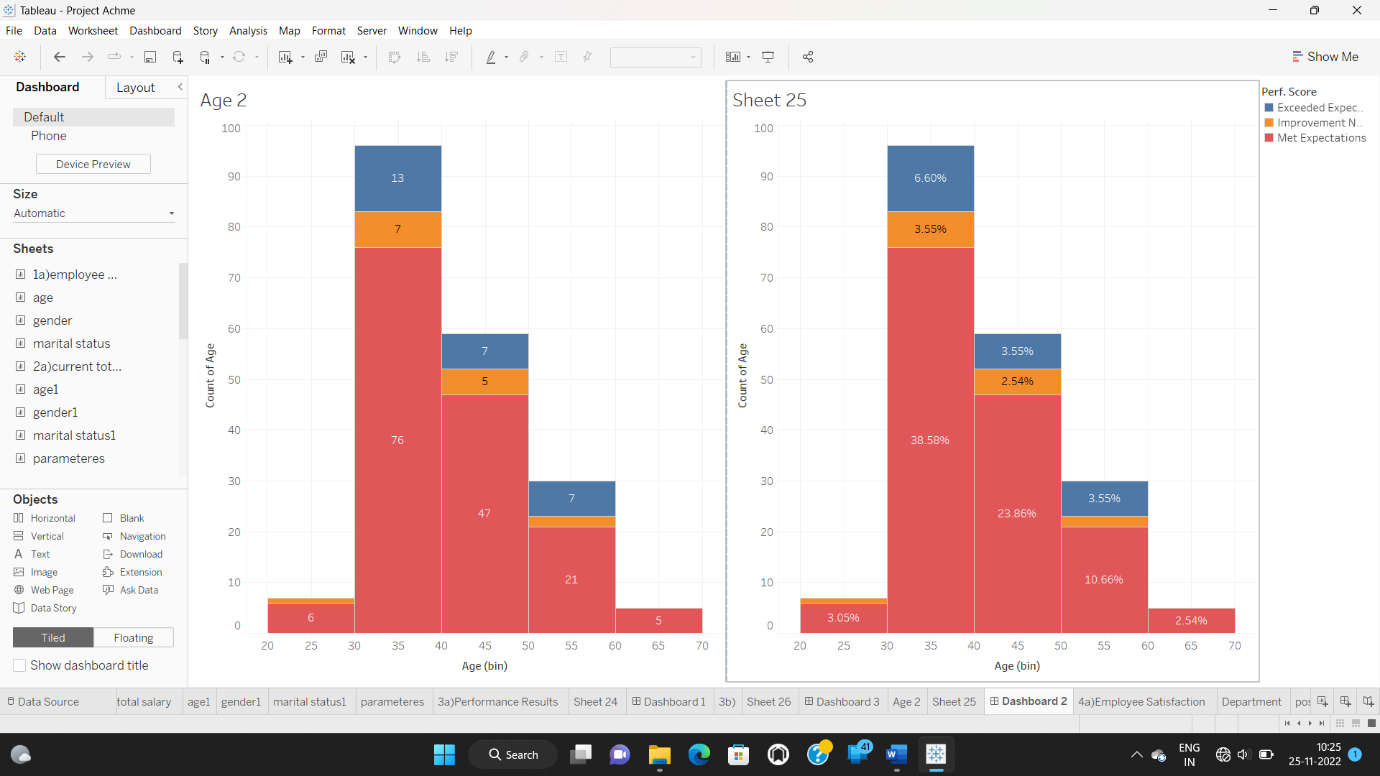 Tableau - Project Achme
File Data Worksheet Dashboard Story Analysis Map Format Server Window Help
Show Me
Dashboard Layout
Default
Phone
Device Preview
Size
Automatic
Sheets
1a)employee ...
age
gender
marital status
2a)current tot...
age1
gender1
marital status1
parameteres
Objects
Horizontal Blank
Vertical Navigation
A Text Download
Image Extension
Web Page Ask Data
Data Story
Tiled Floating
Show dashboard title
Age 2
100
90
80
70
60
50
40
30
20
10
0
Count of Age
13
7
76
7
5
47
7
21
6
5
20 25 30 35 40 45 50 55 60 65 70
Age (bin)
Sheet 25
100
90
80
70
60
50
40
30
20
10
0
Count of Age
6.60%
3.55%
38.58%
3.55%
2.54%
23.86%
3.55%
10.66%
3.05%
2.54%
20 25 30 35 40 45 50 55 60 65 70
Age (bin)
Perf. Score
Exceeded Expec..
Improvement N..
Met Expectations
Data Source total salary age1 gender1 marital status1 parameteres 3a)Performance Results Sheet 24 Dashboard 1 3b) Sheet 26 Dashboard 3 Age 2 Sheet 25 Dashboard 2 4a)Employee Satisfaction Department pos
Search
41
W
ENG
IN
10:25
25-11-2022
1